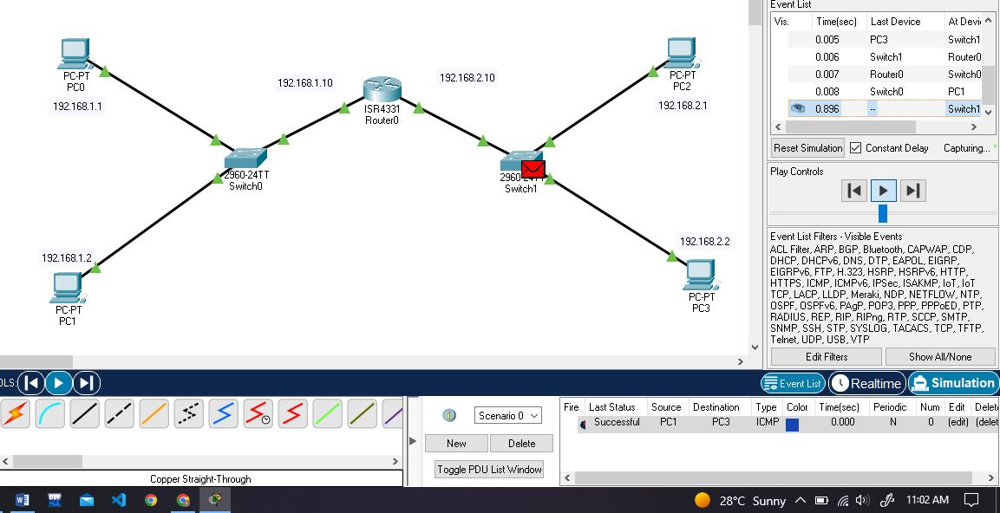 PC-PT
PC0
192.168.1.1
192.168.1.10
ISR4331
Router0
192.168.2.10
PC-PT
PC2
192.168.2.1
2960-24TT
Switch0
2960-24TT
Switch1
192.168.1.2
PC-PT
PC1
192.168.2.2
PC-PT
PC3
Event List
Vis. Time(sec) Last Device At Devi
0.005 PC3 Switch1
0.006 Switch1 Router0
0.007 Router0 Switch0
0.008 Switch0 PC1
0.896 -- Switch1
Reset Simulation Constant Delay Capturing...
Play Controls
Event List Filters - Visible Events
ACL Filter, ARP, BGP, Bluetooth, CAPWAP, CDP,
DHCP, DHCPv6, DNS, DTP, EAPOL, EIGRP,
EIGRPv6, FTP, H.323, HSRP, HSRPv6, HTTP,
HTTPS, ICMP, ICMPv6, IPSec, ISAKMP, IoT, IoT
TCP, LACP, LLDP, Meraki, NDP, NETFLOW, NTP,
OSPF, OSPFv6, PAgP, POP3, PPP, PPPoED, PTP,
RADIUS, REP, RIP, RIPng, RTP, SCCP, SMTP,
SNMP, SSH, STP, SYSLOG, TACACS, TCP, TFTP,
Telnet, UDP, USB, VTP
Edit Filters Show All/None
OLS:
Event List Realtime Simulation
Scenario 0
New Delete
Toggle PDU List Window
Fire Last Status Source Destination Type Color Time(sec) Periodic Num Edit Delet
Successful PC1 PC3 ICMP 0.000 N 0 (edit) (delet
Copper Straight-Through
28°C Sunny 11:02 AM